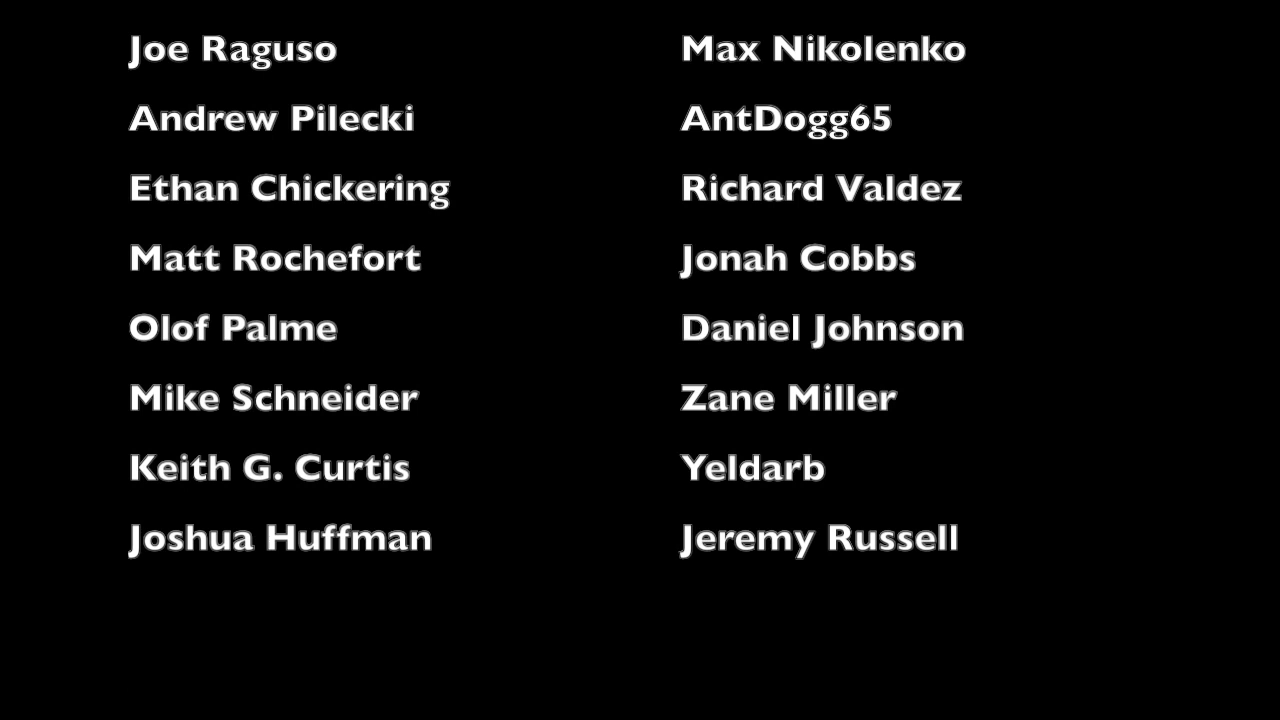 Joe Raguso
Andrew Pilecki
Ethan Chickering
Matt Rochefort
Olof Palme
Mike Schneider
Keith G. Curtis
Joshua Huffman
Max Nikolenko
AntDogg65
Richard Valdez
Jonah Cobbs
Daniel Johnson
Zane Miller
Yeldarb
Jeremy Russell